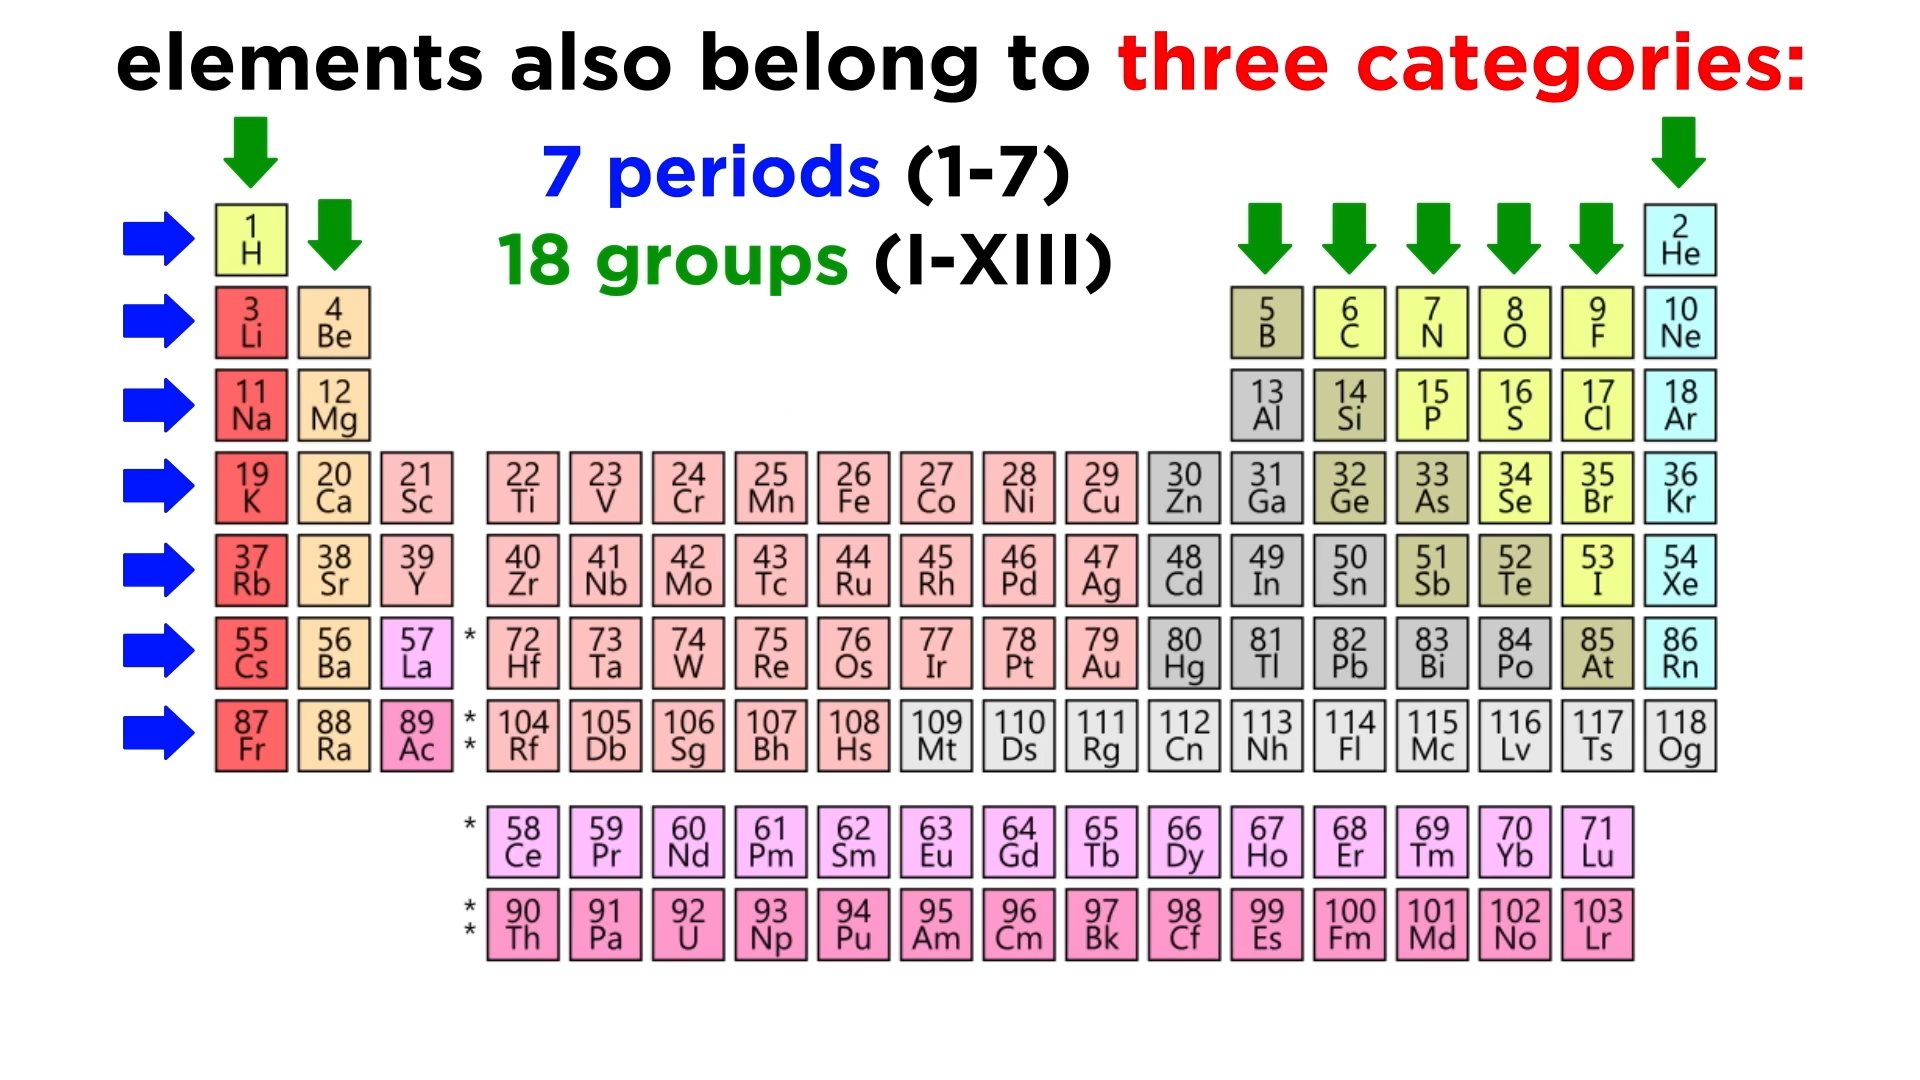 elements also belong to three categories:
7 periods (1-7)
18 groups (I-XIII)
1 2
H He
3 4 5 6 7 8 9 10
Li Be B C N O F Ne
11 12 13 14 15 16 17 18
Na Mg Al Si P S Cl Ar
19 20 21 22 23 24 25 26 27 28 29 30 31 32 33 34 35 36
K Ca Sc Ti V Cr Mn Fe Co Ni Cu Zn Ga Ge As Se Br Kr
37 38 39 40 41 42 43 44 45 46 47 48 49 50 51 52 53 54
Rb Sr Y Zr Nb Mo Tc Ru Rh Pd Ag Cd In Sn Sb Te I Xe
55 56 57 * 72 73 74 75 76 77 78 79 80 81 82 83 84 85 86
Cs Ba La Hf Ta W Re Os Ir Pt Au Hg Tl Pb Bi Po At Rn
87 88 89 * 104 105 106 107 108 109 110 111 112 113 114 115 116 117 118
Fr Ra Ac * Rf Db Sg Bh Hs Mt Ds Rg Cn Nh Fl Mc Lv Ts Og
* 58 59 60 61 62 63 64 65 66 67 68 69 70 71
Ce Pr Nd Pm Sm Eu Gd Tb Dy Ho Er Tm Yb Lu
* 90 91 92 93 94 95 96 97 98 99 100 101 102 103
* Th Pa U Np Pu Am Cm Bk Cf Es Fm Md No Lr